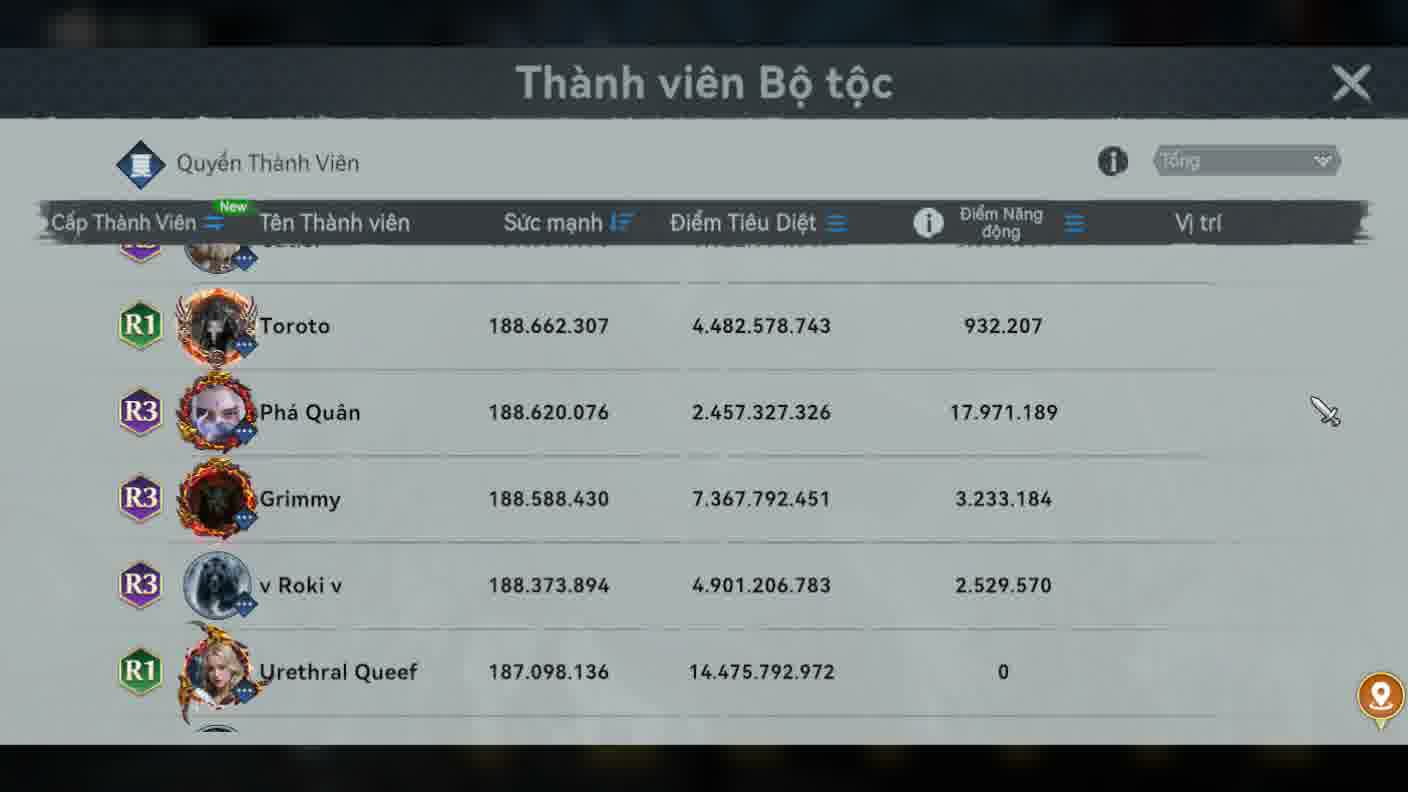 Thành viên Bộ tộc
Quyển Thành Viên
Tổng
Cấp Thành Viên New Tên Thành viên Sức mạnh Điểm Tiêu Diệt Điểm Năng động Vị trí
R1 Toroto 188.662.307 4.482.578.743 932.207
R3 Phá Quân 188.620.076 2.457.327.326 17.971.189
R3 Grimmy 188.588.430 7.367.792.451 3.233.184
R3 v Roki v 188.373.894 4.901.206.783 2.529.570
R1 Urethral Queef 187.098.136 14.475.792.972 0